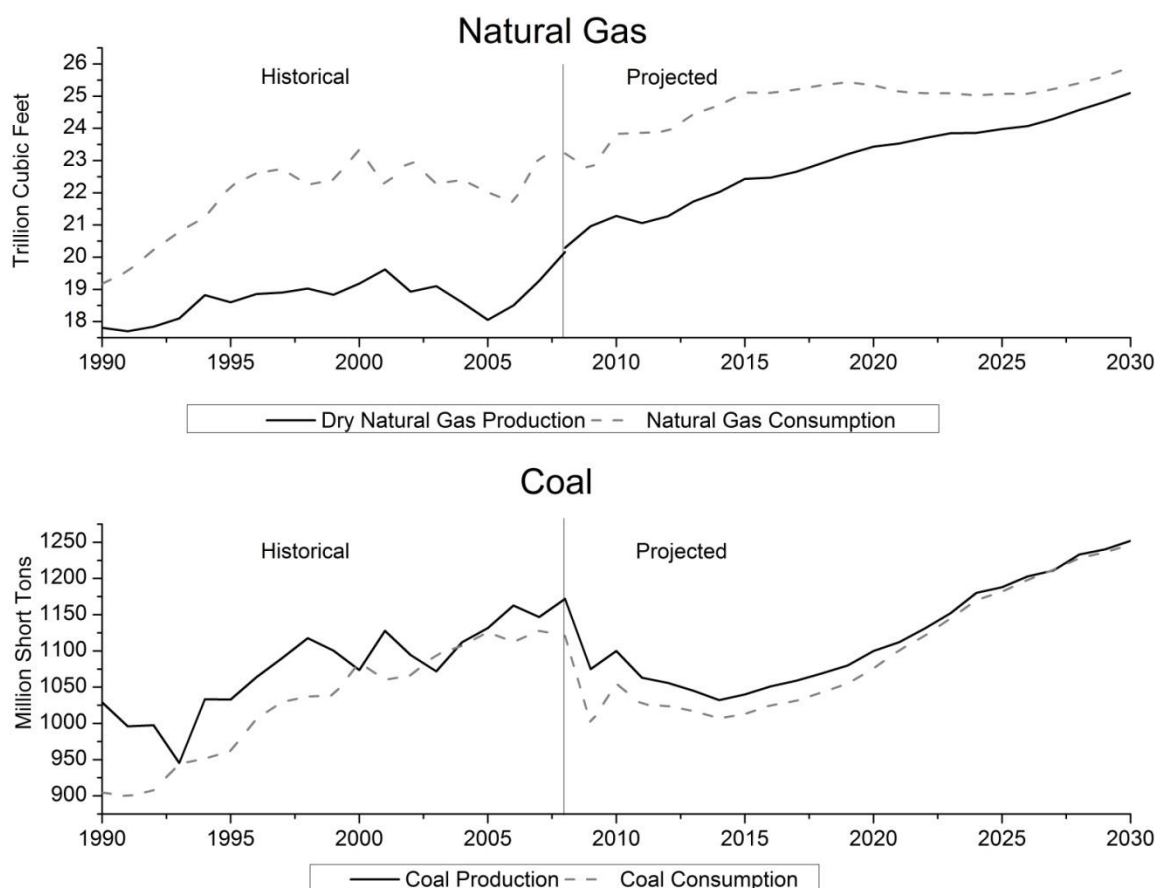 Natural Gas
Historical Projected
Trillion Cubic Feet
26
25
24
23
22
21
20
19
18
1990 1995 2000 2005 2010 2015 2020 2025 2030
Dry Natural Gas Production Natural Gas Consumption
Coal
Historical Projected
Million Short Tons
1250
1200
1150
1100
1050
1000
950
900
1990 1995 2000 2005 2010 2015 2020 2025 2030
Coal Production Coal Consumption